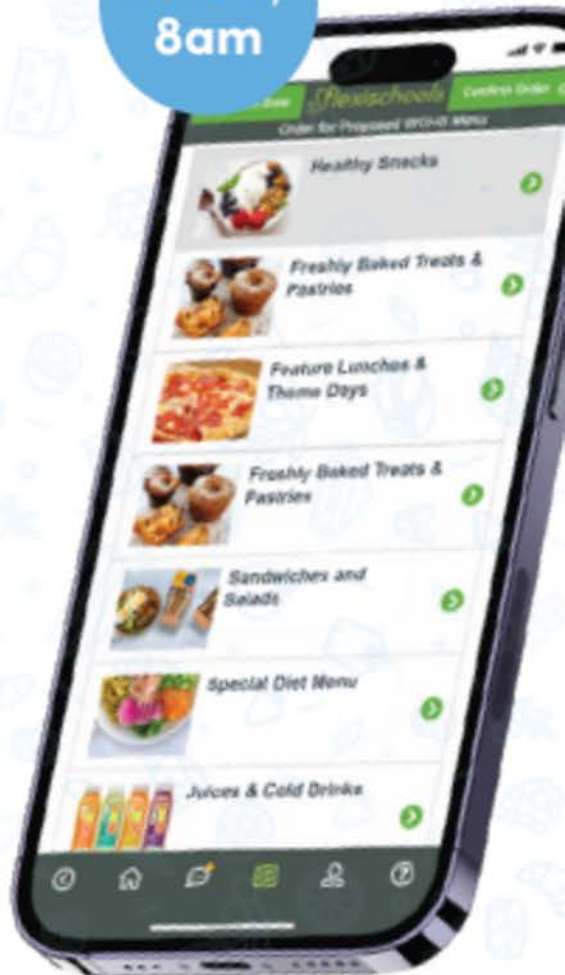 8am
flexischools
Confirm Order
Healthy Snacks
Freshly Baked Treats &
Pastries
Feature Lunches &
Theme Days
Freshly Baked Treats &
Pastries
Sandwiches and
Salads
Special Diet Menu
Juices & Cold Drinks